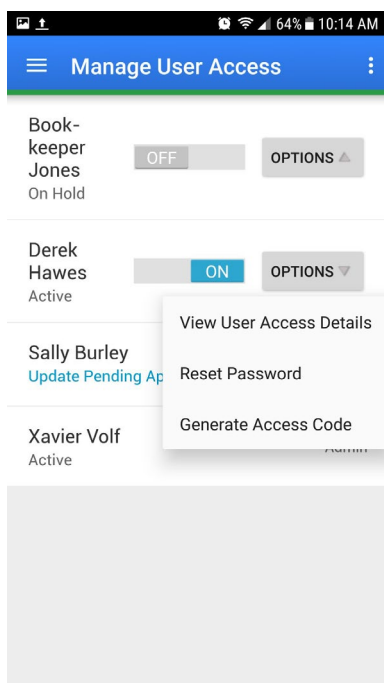 64% 10:14 AM
Manage User Access
Book-
keeper
Jones
On Hold
OFF
OPTIONS
Derek
Hawes
Active
ON
OPTIONS
View User Access Details
Reset Password
Generate Access Code
Sally Burley
Update Pending Ap
Xavier Volf
Active
Admin